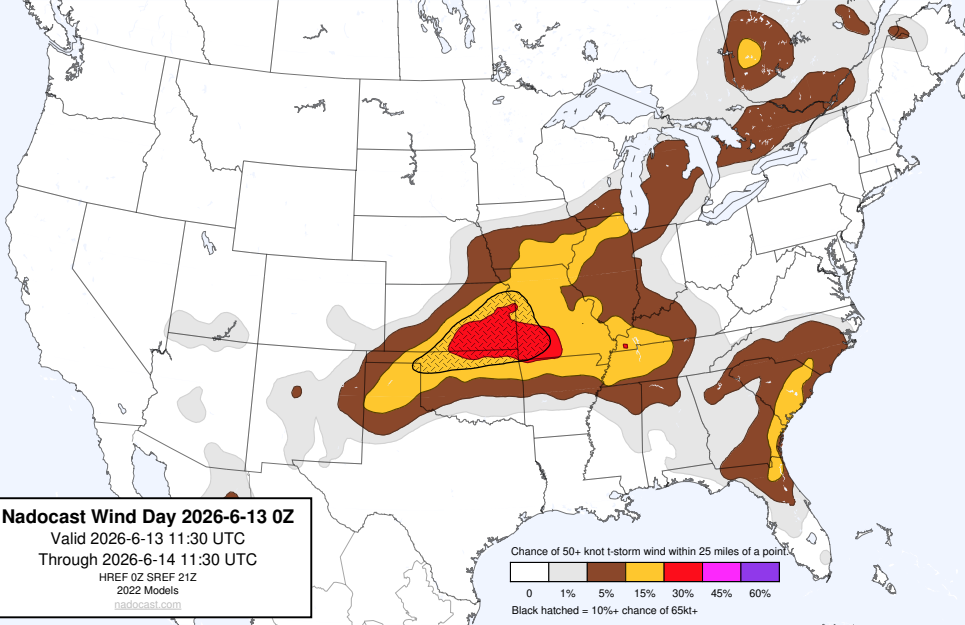 Nadocast Wind Day 2026-6-13 0Z
Valid 2026-6-13 11:30 UTC
Through 2026-6-14 11:30 UTC
HREF 0Z SREF 21Z
2022 Models
nadocast.com
Chance of 50+ knot t-storm wind within 25 miles of a point.
0 1% 5% 15% 30% 45% 60%
Black hatched = 10%+ chance of 65kt+